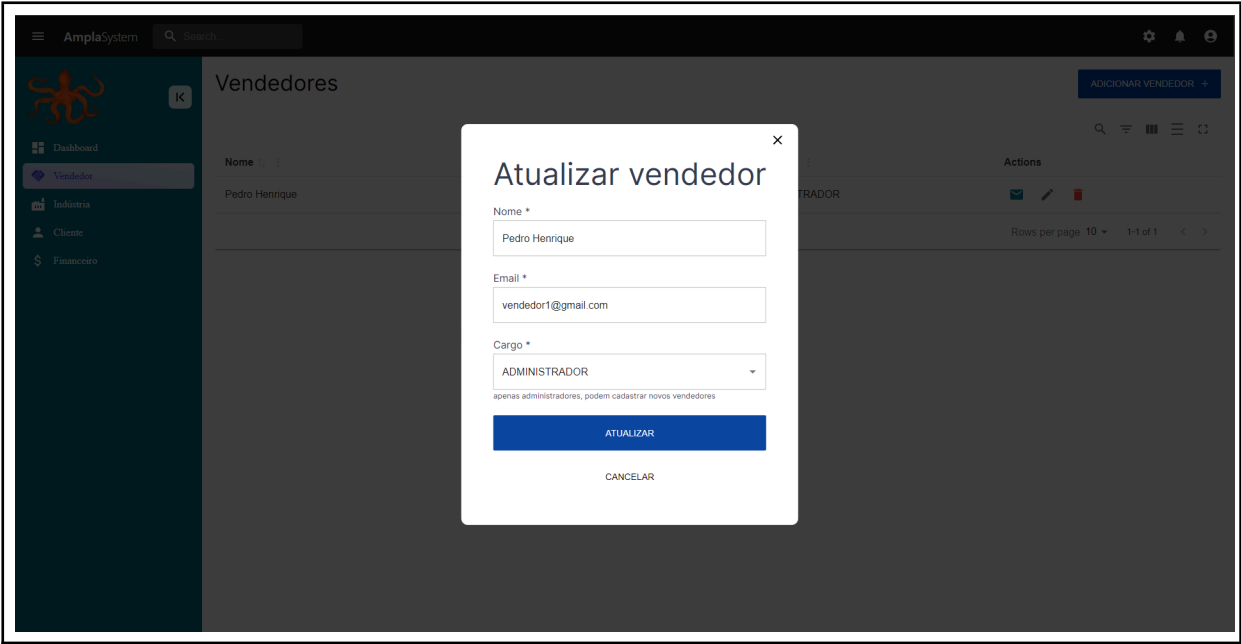 AmplaSystem
Search...
Vendedores
ADICIONAR VENDEDOR +
Dashboard
Vendedor
Indústria
Cliente
Financeiro
Nome
Actions
Pedro Henrique
TRADOR
Rows per page 10
1-1 of 1
Atualizar vendedor
Nome *
Pedro Henrique
Email *
vendedor1@gmail.com
Cargo *
ADMINISTRADOR
apenas administradores, podem cadastrar novos vendedores
ATUALIZAR
CANCELAR